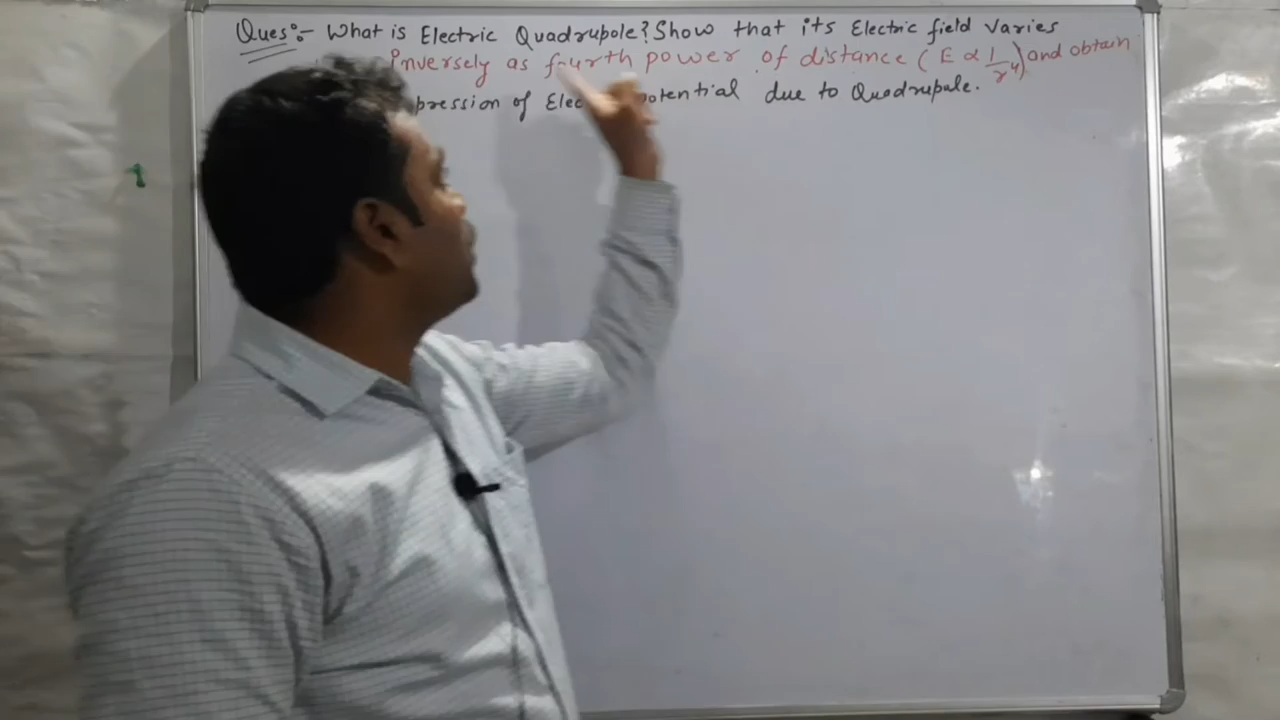 Ques:- What is Electric Quadrupole? Show that its Electric field varies
Inversely as fourth power of distance (E ∝ 1/r⁴) and obtain
pression of Elec potential due to Quadrupole.